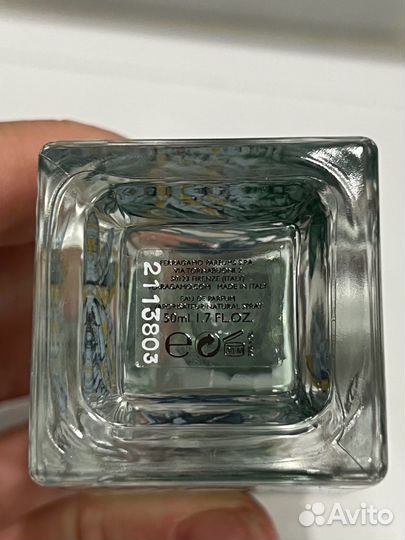 FERRAGAMO PARFUMS SPA
VIA TORNABUONI 2
50123 FIRENZE (ITALY)
FERRAGAMO.COM MADE IN ITALY
EAU DE PARFUM
VAPORISATEUR NATURAL SPRAY
50ml 1.7 FL.OZ.
e
2113803
Avito